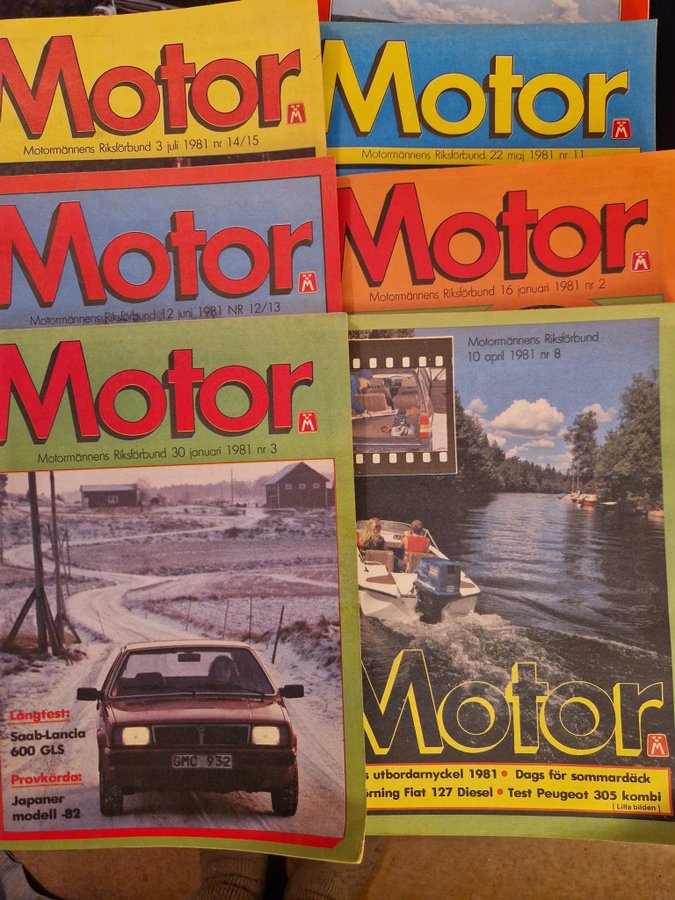 Motor
Motormännens Riksförbund 3 juli 1981 nr 14/15
Motor
Motormännens Riksförbund 22 maj 1981 nr 11
Motor
Motormännens Riksförbund 12 juni 1981 NR 12/13
Motor
Motormännens Riksförbund 16 januari 1981 nr 2
Motor
Motormännens Riksförbund 30 januari 1981 nr 3
Långtest:
Saab-Lancia
600 GLS
Provkörda:
Japaner
modell -82
GMC 932
Motormännens Riksförbund
10 april 1981 nr 8
Motor
utbordarnyckel 1981 • Dags för sommardäck
Fiat 127 Diesel • Test Peugeot 305 kombi
(Lilla bilden)